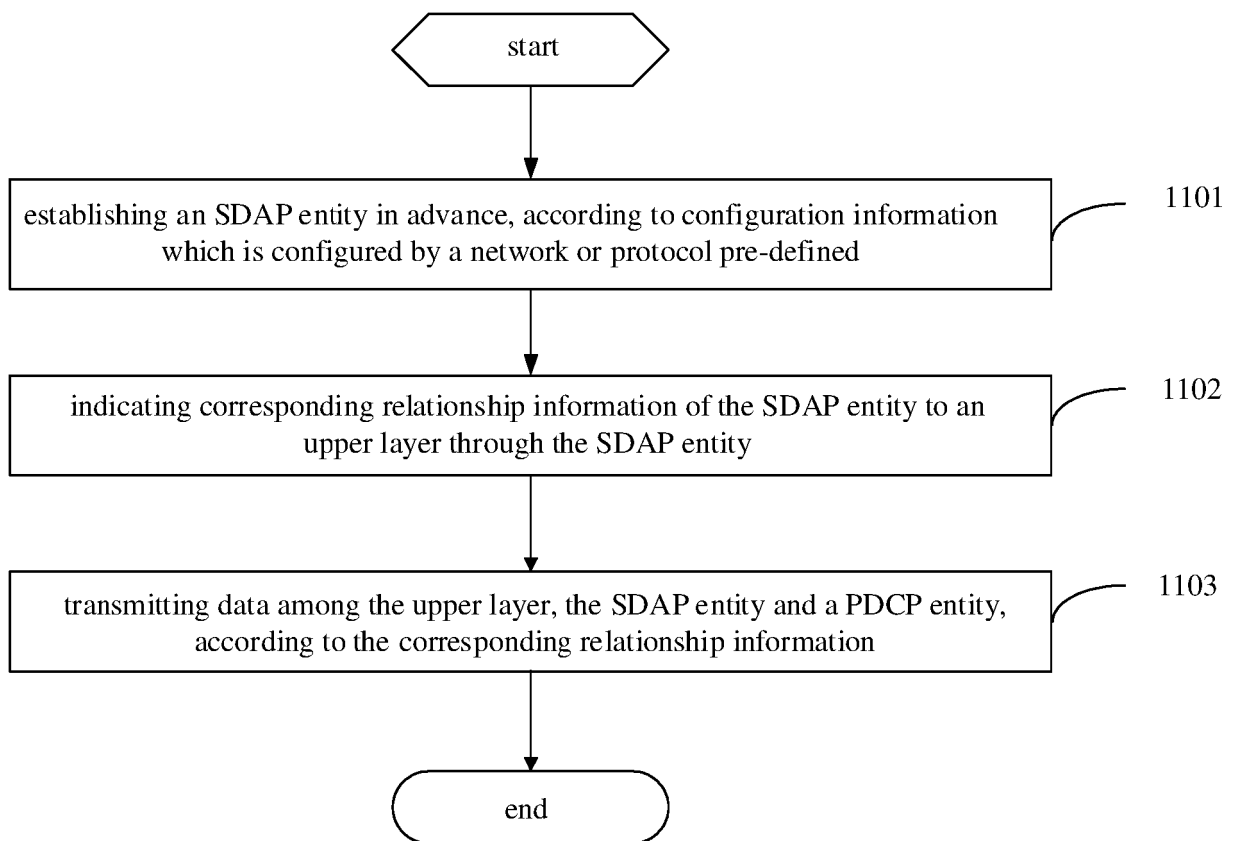 start
establishing an SDAP entity in advance, according to configuration information
which is configured by a network or protocol pre-defined
1101
indicating corresponding relationship information of the SDAP entity to an
upper layer through the SDAP entity
1102
transmitting data among the upper layer, the SDAP entity and a PDCP entity,
according to the corresponding relationship information
1103
end